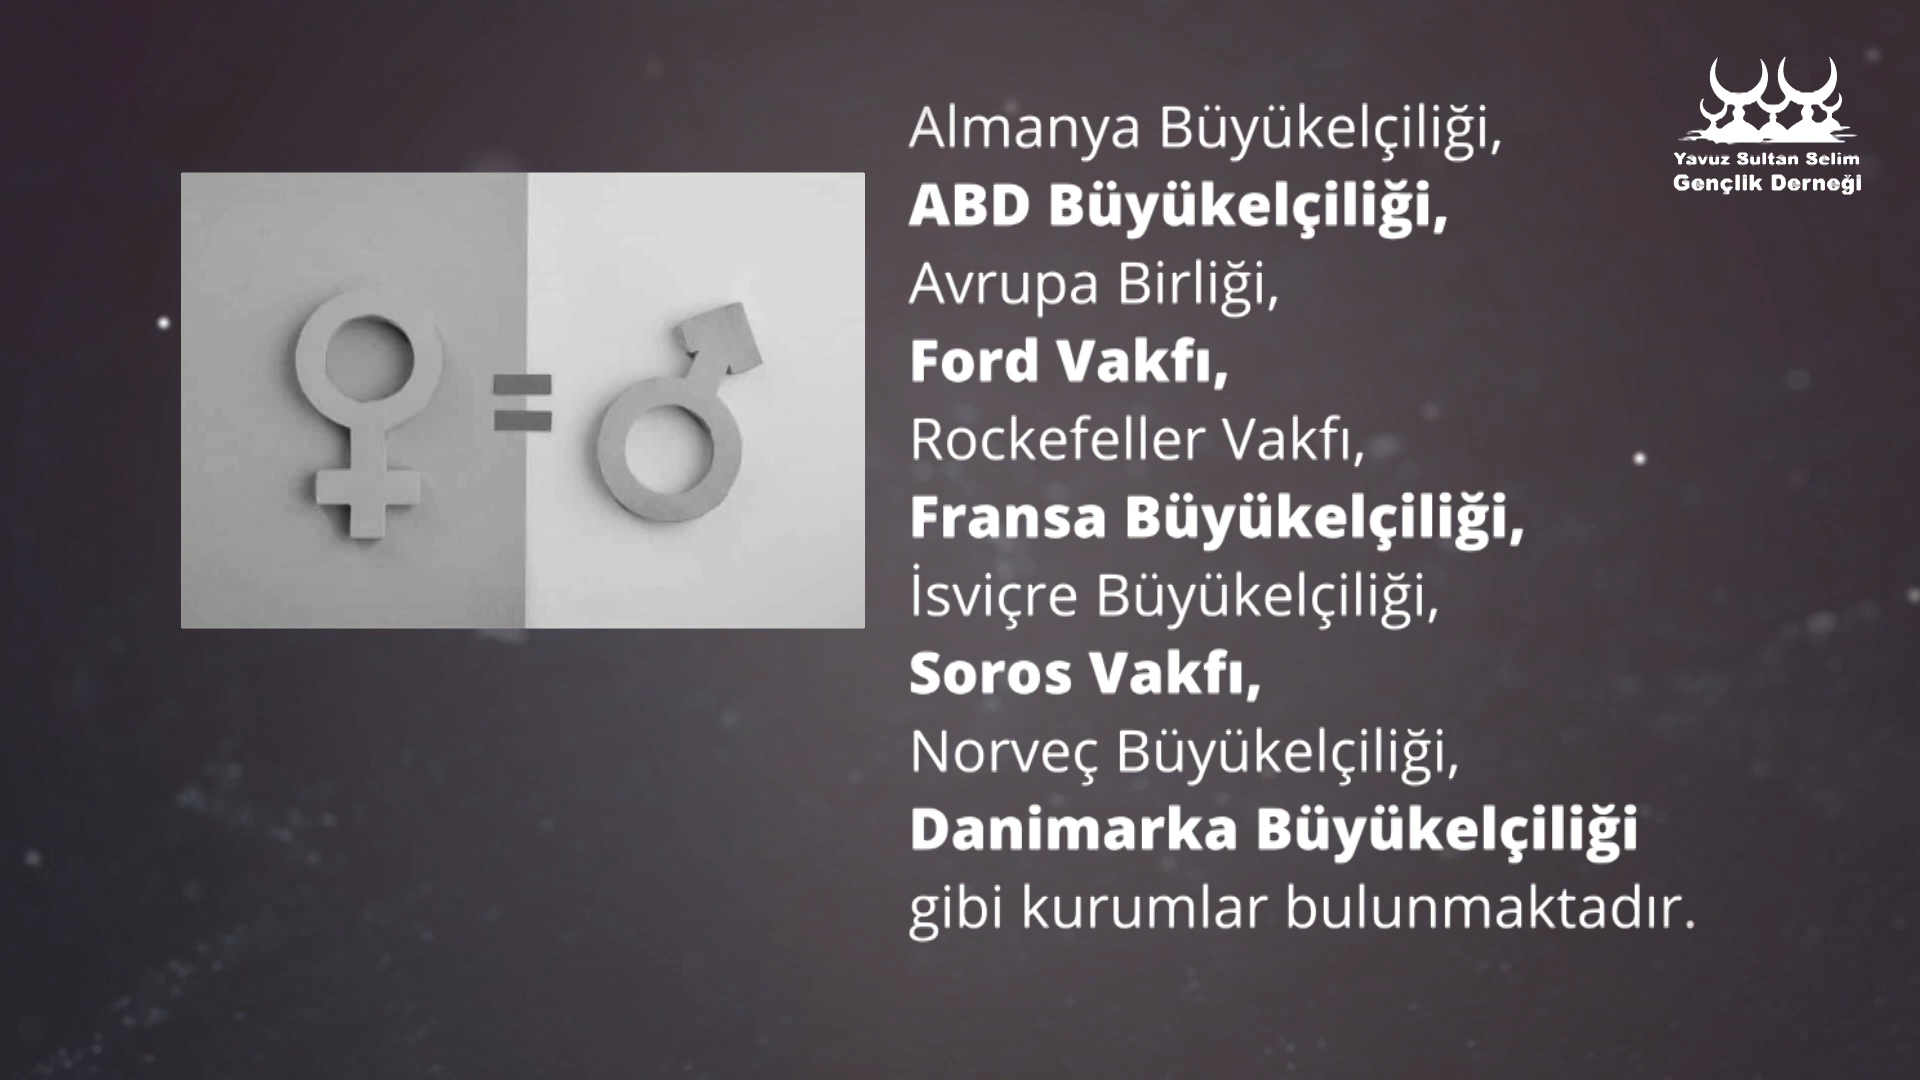 Almanya Büyükelçiliği,
ABD Büyükelçiliği,
Avrupa Birliği,
Ford Vakfı,
Rockefeller Vakfı,
Fransa Büyükelçiliği,
İsviçre Büyükelçiliği,
Soros Vakfı,
Norveç Büyükelçiliği,
Danimarka Büyükelçiliği
gibi kurumlar bulunmaktadır.
Yavuz Sultan Selim
Gençlik Derneği